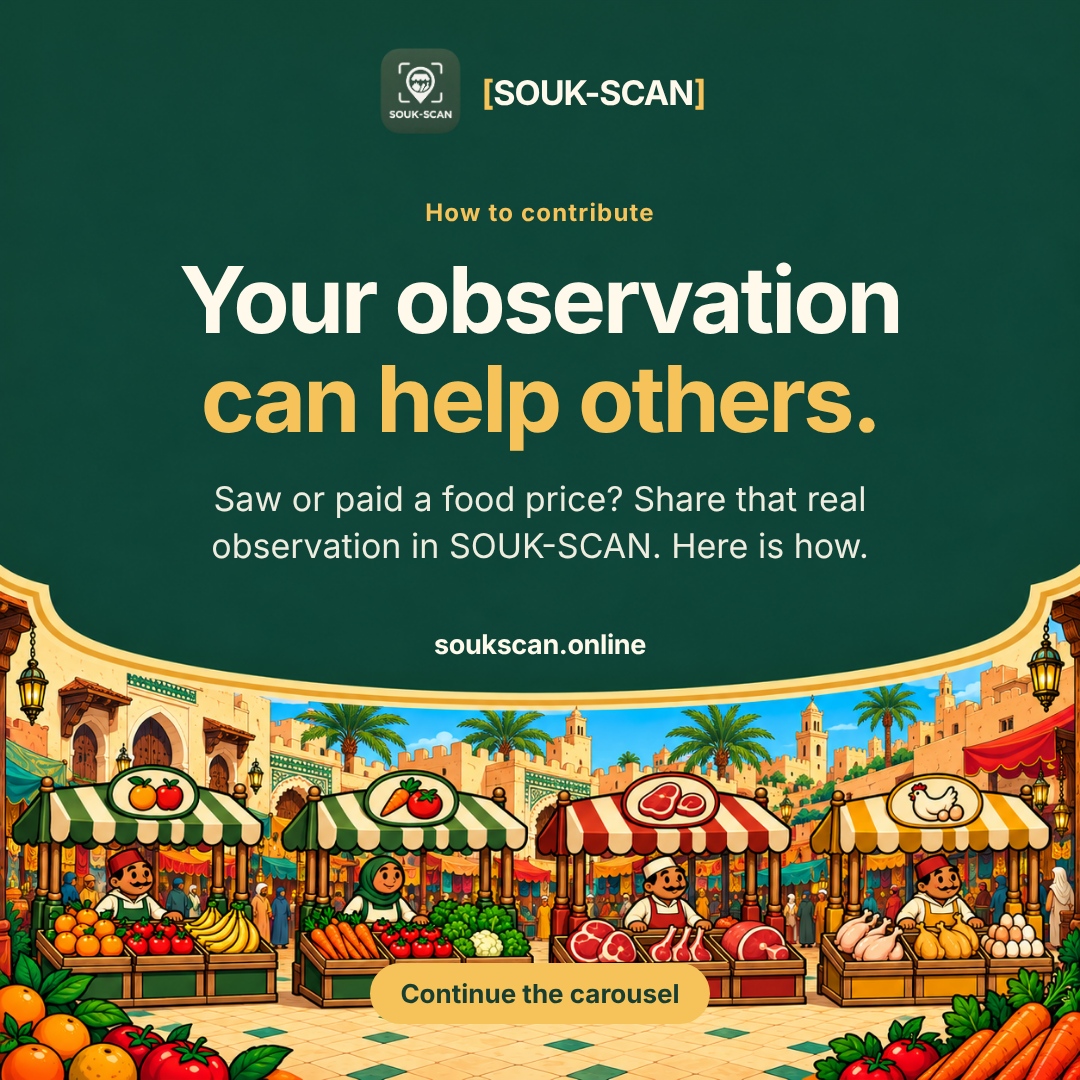 SOUK-SCAN
[SOUK-SCAN]
How to contribute
Your observation
can help others.
Saw or paid a food price? Share that real
observation in SOUK-SCAN. Here is how.
soukscan.online
Continue the carousel